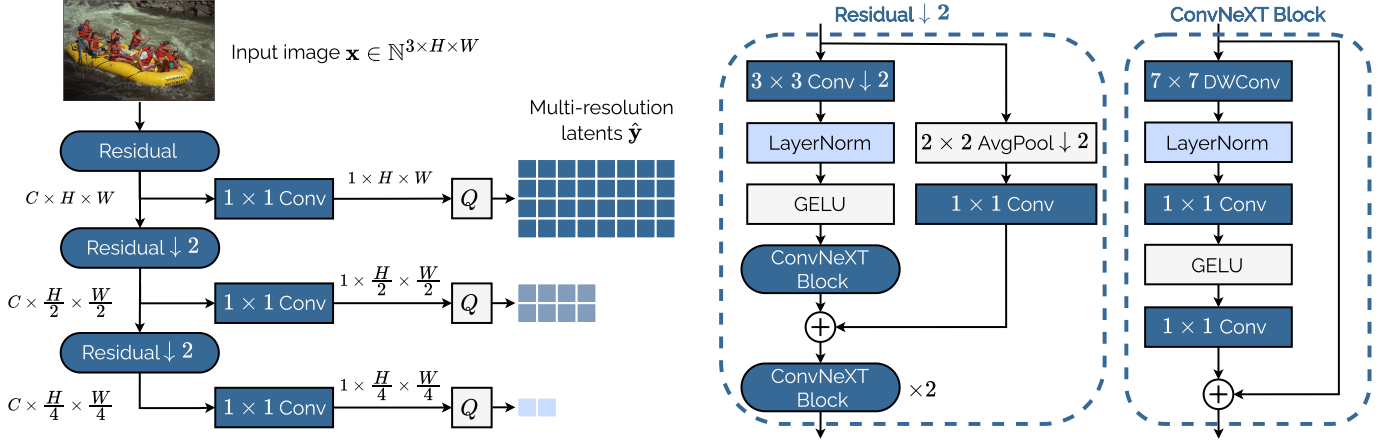 Input image x ∈ ℕ^{3×H×W}
Multi-resolution
latents ŷ
Residual
C × H × W
1 × 1 Conv
1 × H × W
Q
Residual ↓ 2
C × H/2 × W/2
1 × 1 Conv
1 × H/2 × W/2
Q
Residual ↓ 2
C × H/4 × W/4
1 × 1 Conv
1 × H/4 × W/4
Q
Residual ↓ 2
3 × 3 Conv ↓ 2
LayerNorm
2 × 2 AvgPool ↓ 2
GELU
1 × 1 Conv
ConvNeXT
Block
+
ConvNeXT
Block
×2
ConvNeXT Block
7 × 7 DWConv
LayerNorm
1 × 1 Conv
GELU
1 × 1 Conv
+